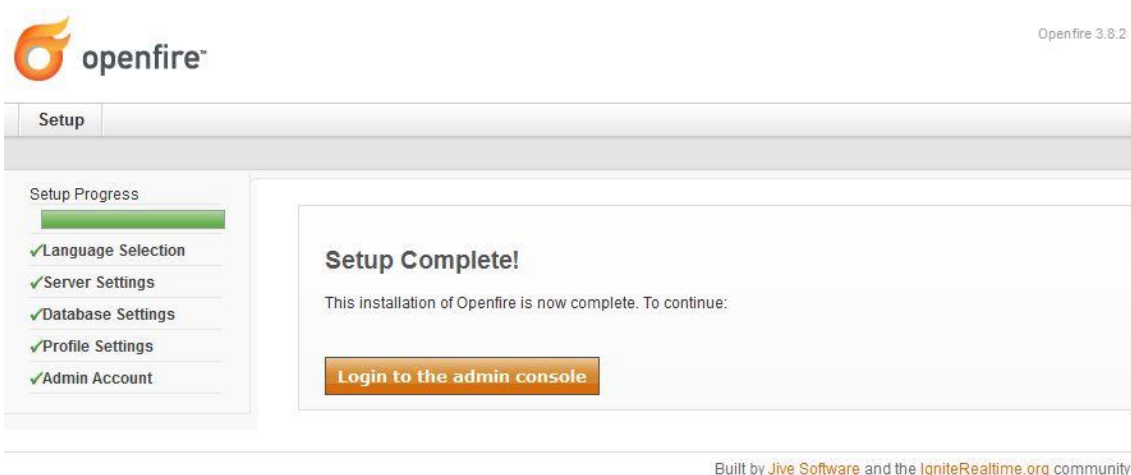 openfire™
Openfire 3.8.2
Setup
Setup Progress
✓Language Selection
✓Server Settings
✓Database Settings
✓Profile Settings
✓Admin Account
Setup Complete!
This installation of Openfire is now complete. To continue:
Login to the admin console
Built by Jive Software and the IgniteRealtime.org community